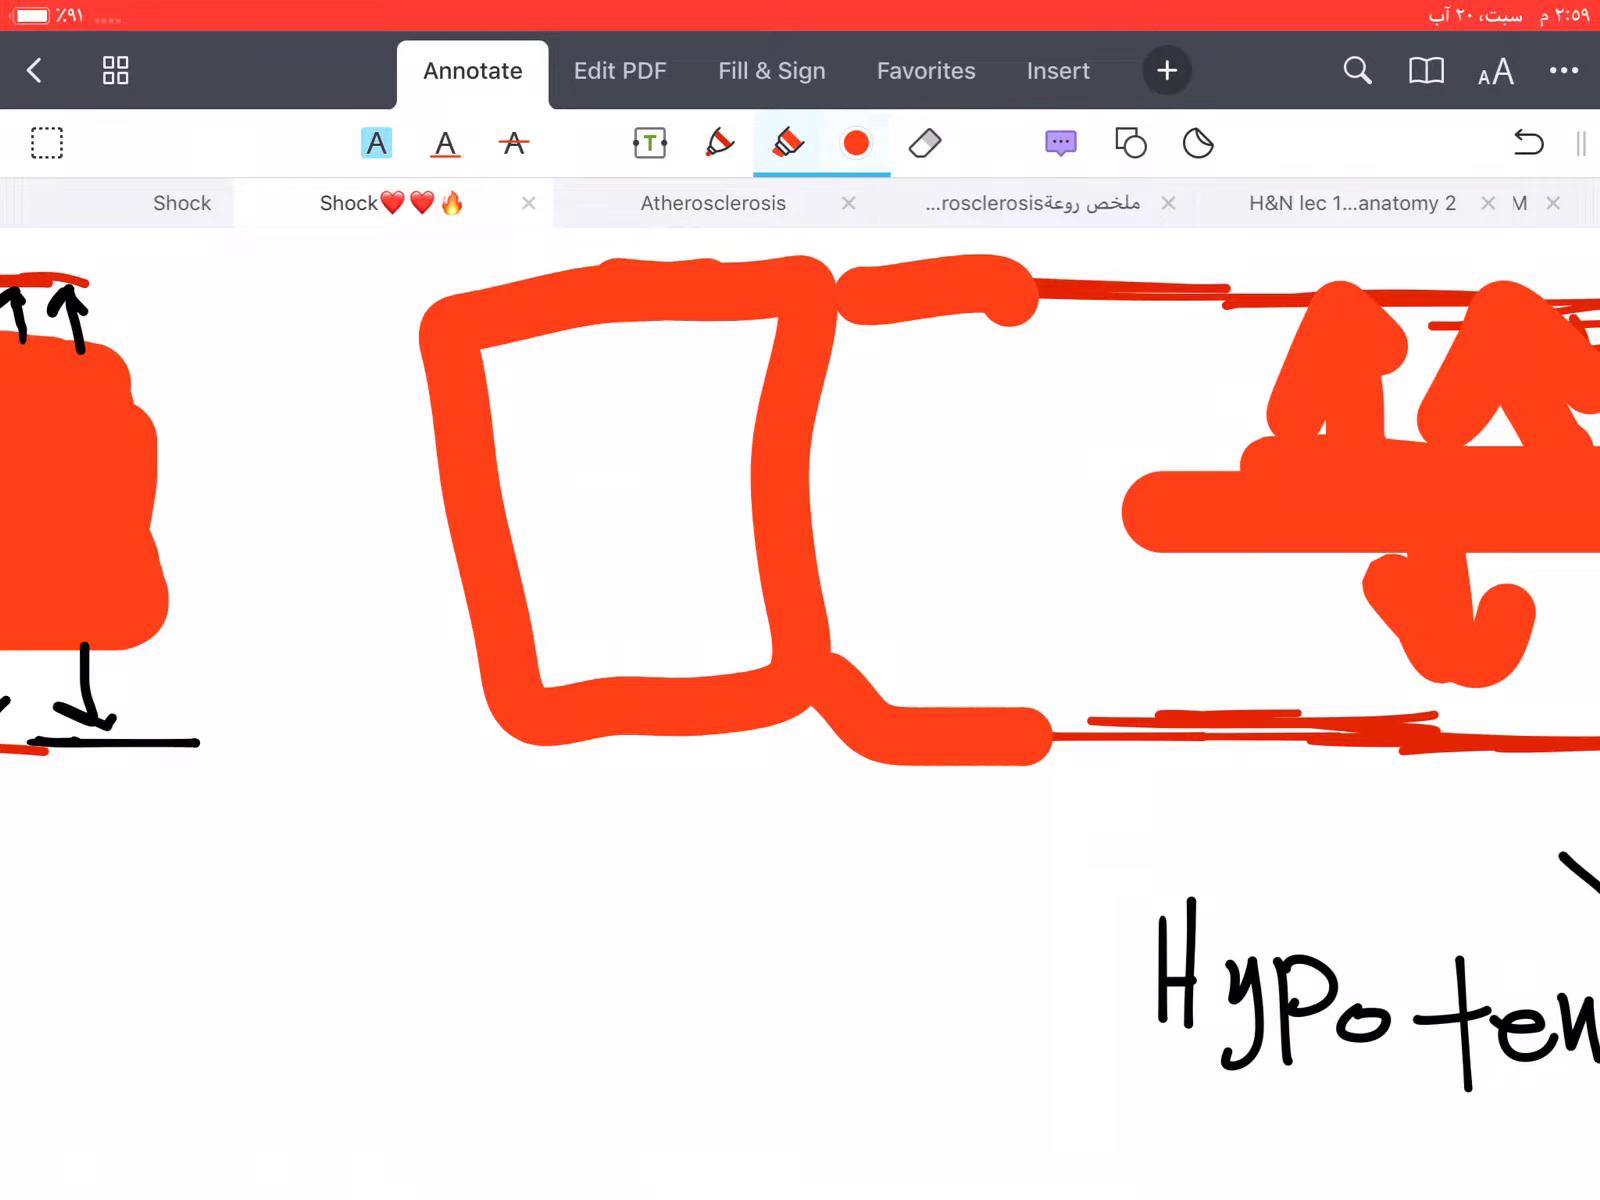 ٪٩١ ٢:٥٩ م سبت، ٢٠ آب
Annotate Edit PDF Fill & Sign Favorites Insert + AA
A A A T
Shock Shock❤️❤️🔥 Atherosclerosis ...rosclerosisملخص روعة H&N lec 1...anatomy 2 M
Hypoten